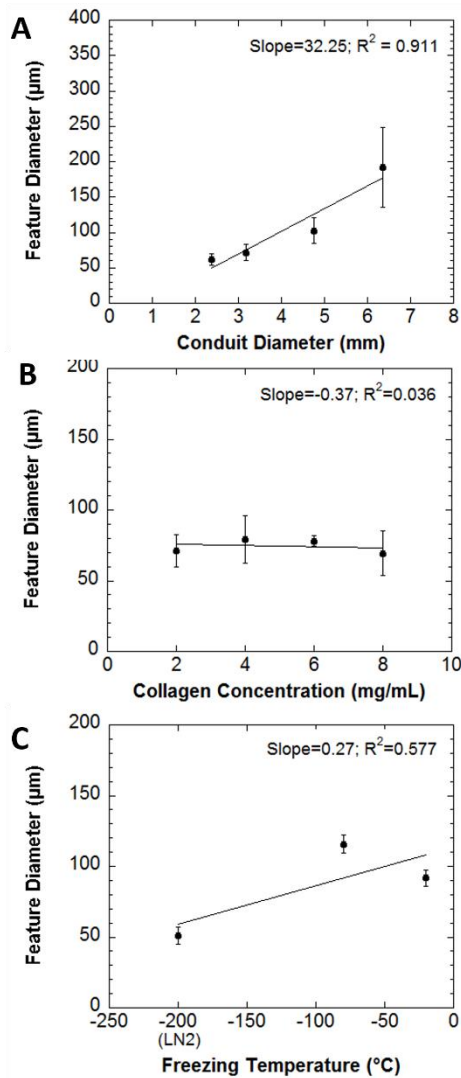 A
Slope=32.25; R² = 0.911
Feature Diameter (µm)
400
350
300
250
200
150
100
50
0
0 1 2 3 4 5 6 7 8
Conduit Diameter (mm)
B
Slope=-0.37; R²=0.036
Feature Diameter (µm)
200
150
100
50
0
0 2 4 6 8 10
Collagen Concentration (mg/mL)
C
Slope=0.27; R²=0.577
Feature Diameter (µm)
200
150
100
50
0
-250 -200 -150 -100 -50 0
(LN2)
Freezing Temperature (°C)